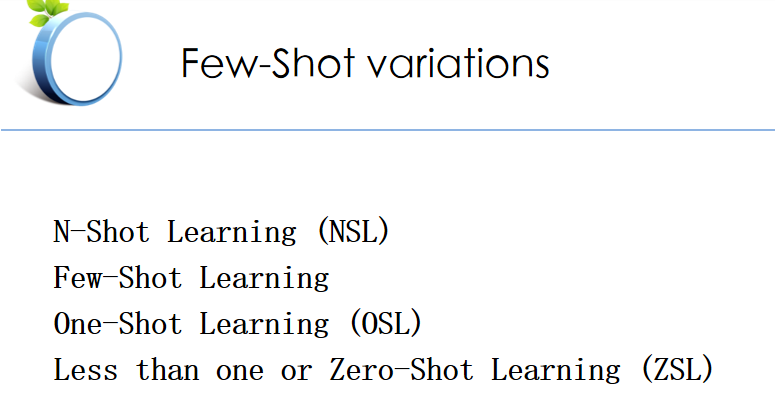 Few-Shot variations
N-Shot Learning (NSL)
Few-Shot Learning
One-Shot Learning (OSL)
Less than one or Zero-Shot Learning (ZSL)